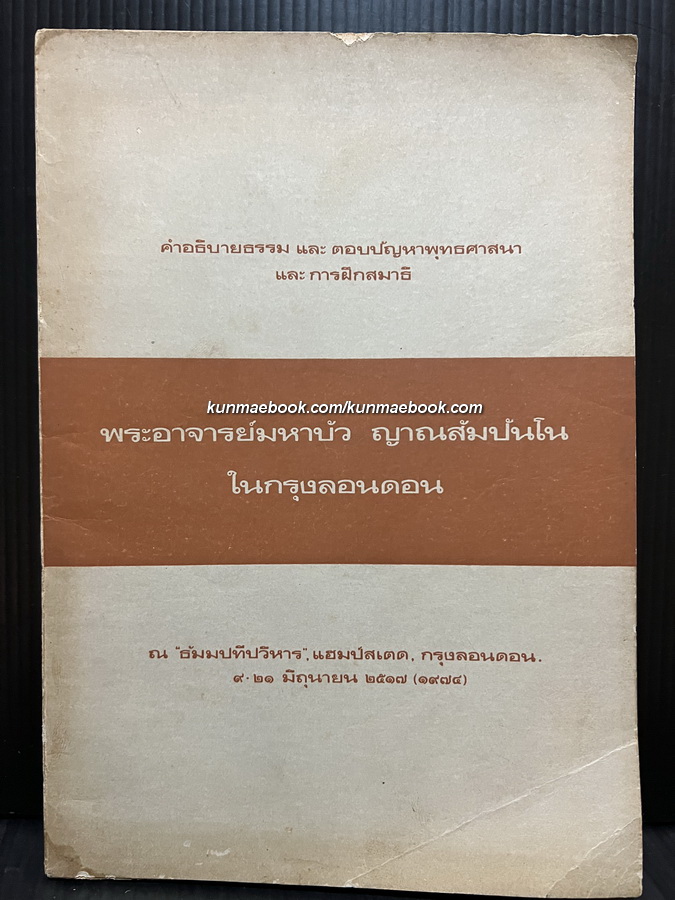 คำอธิบายธรรม และ ตอบปัญหาพุทธศาสนา
และ การฝึกสมาธิ
kunmaebook.com/kunmaebook.com
พระอาจารย์มหาบัว ญาณสัมปันโน
ในกรุงลอนดอน
ณ "ธัมมปทีปวิหาร", แฮมป์สเตด, กรุงลอนดอน.
๙-๒๑ มิถุนายน ๒๕๑๗ (๑๙๗๔)